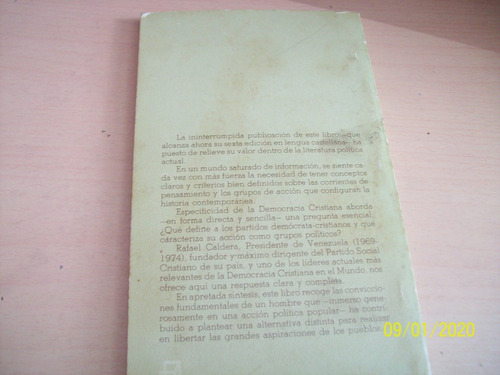 La ininterrumpida publicación de este libro—que
alcanza ahora su sexta edición en lengua castellana—ha
puesto de relieve su valor dentro de la literatura política
actual.
En un mundo saturado de información, se siente ca
da vez con más fuerza la necesidad de tener conceptos
claros y criterios bien definidos sobre las corrientes de
pensamiento y los grupos de acción que configuran la
historia contemporánea.
Especificidad de la Democracia Cristiana aborda
—en forma directa y sencilla— una pregunta esencial.
¿Qué define a los partidos demócrata-cristianos y qué
caracteriza su acción como grupos políticos?
Rafael Caldera, Presidente de Venezuela (1969-
1974), fundador y máximo dirigente del Partido Social
Cristiano de su país, y uno de los líderes actuales más
relevantes de la Democracia Cristiana en el Mundo, nos
ofrece aquí una respuesta clara y completa.
En apretada síntesis, este libro recoge las conviccio
nes fundamentales de un hombre que —inmerso gene
rosamente en una acción política popular— ha contri
buido a plantear una alternativa distinta para realizar
en libertad las grandes aspiraciones de los pueblos.
09/01/2020